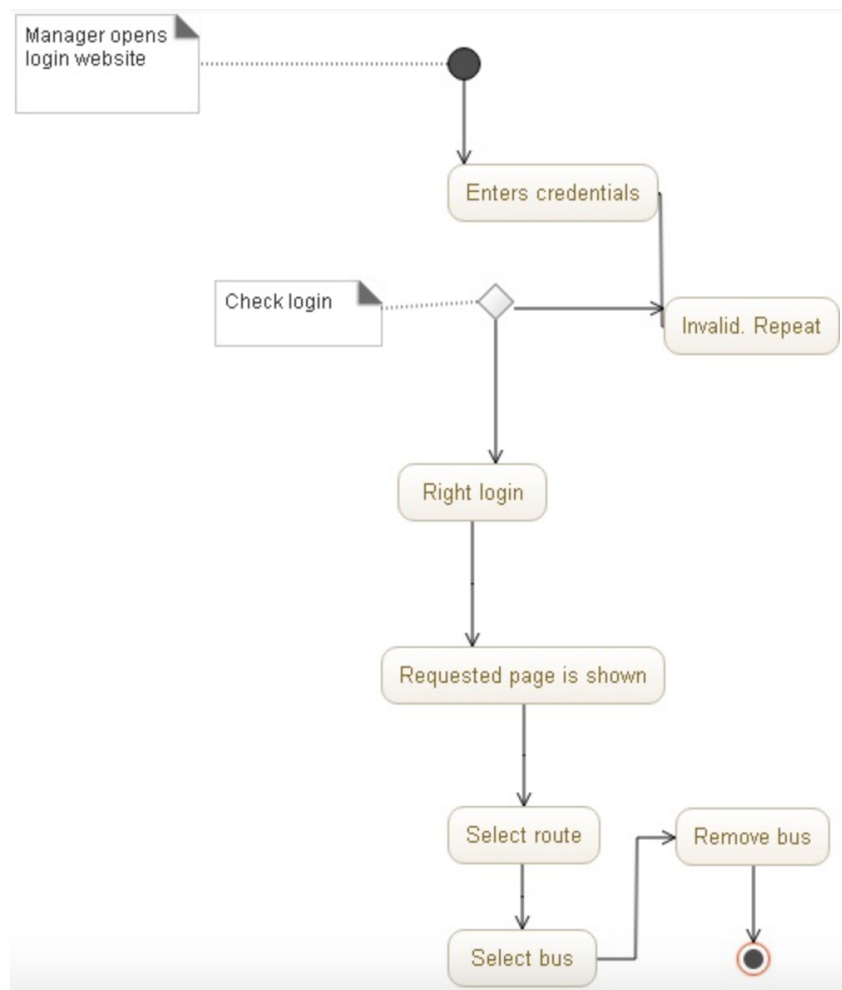 Manager opens
login website
Enters credentials
Check login
Invalid. Repeat
Right login
Requested page is shown
Select route
Remove bus
Select bus